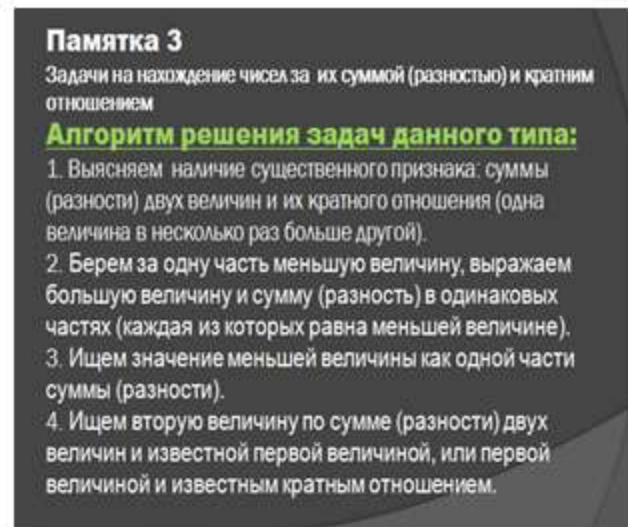 Памятка 3
Задачи на нахождение чисел за их суммой (разностью) и кратним
отношением
Алгоритм решения задач данного типа:
1. Выясняем наличие существенного признака: суммы
(разности) двух величин и их кратного отношения (одна
величина в несколько раз больше другой).
2. Берем за одну часть меньшую величину, выражаем
большую величину и сумму (разность) в одинаковых
частях (каждая из которых равна меньшей величине).
3. Ищем значение меньшей величины как одной части
суммы (разности).
4. Ищем вторую величину по сумме (разности) двух
величин и известной первой величиной, или первой
величиной и известным кратным отношением.